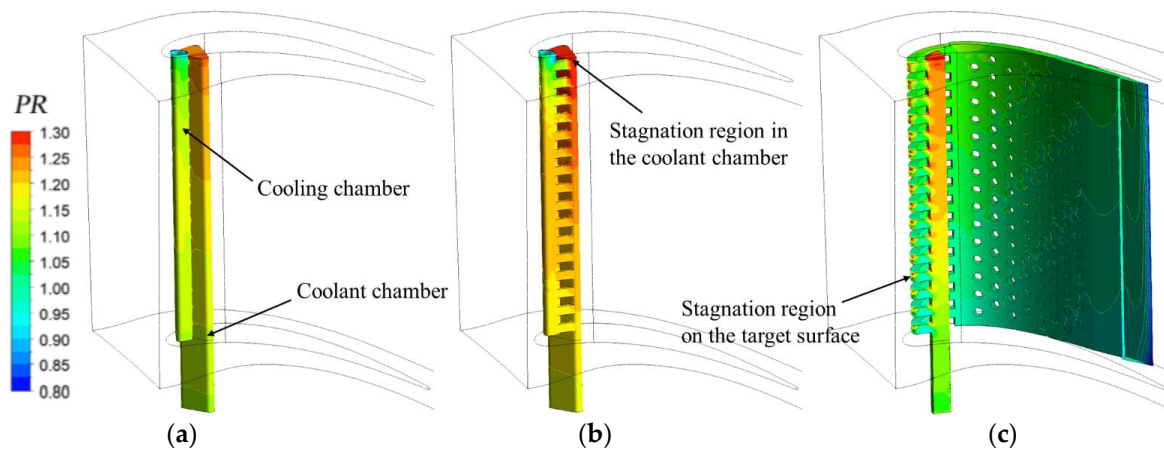 PR
1.30
1.25
1.20
1.15
1.10
1.05
1.00
0.95
0.90
0.85
0.80
Cooling chamber
Coolant chamber
(a)
Stagnation region in
the coolant chamber
(b)
Stagnation region
on the target surface
(c)